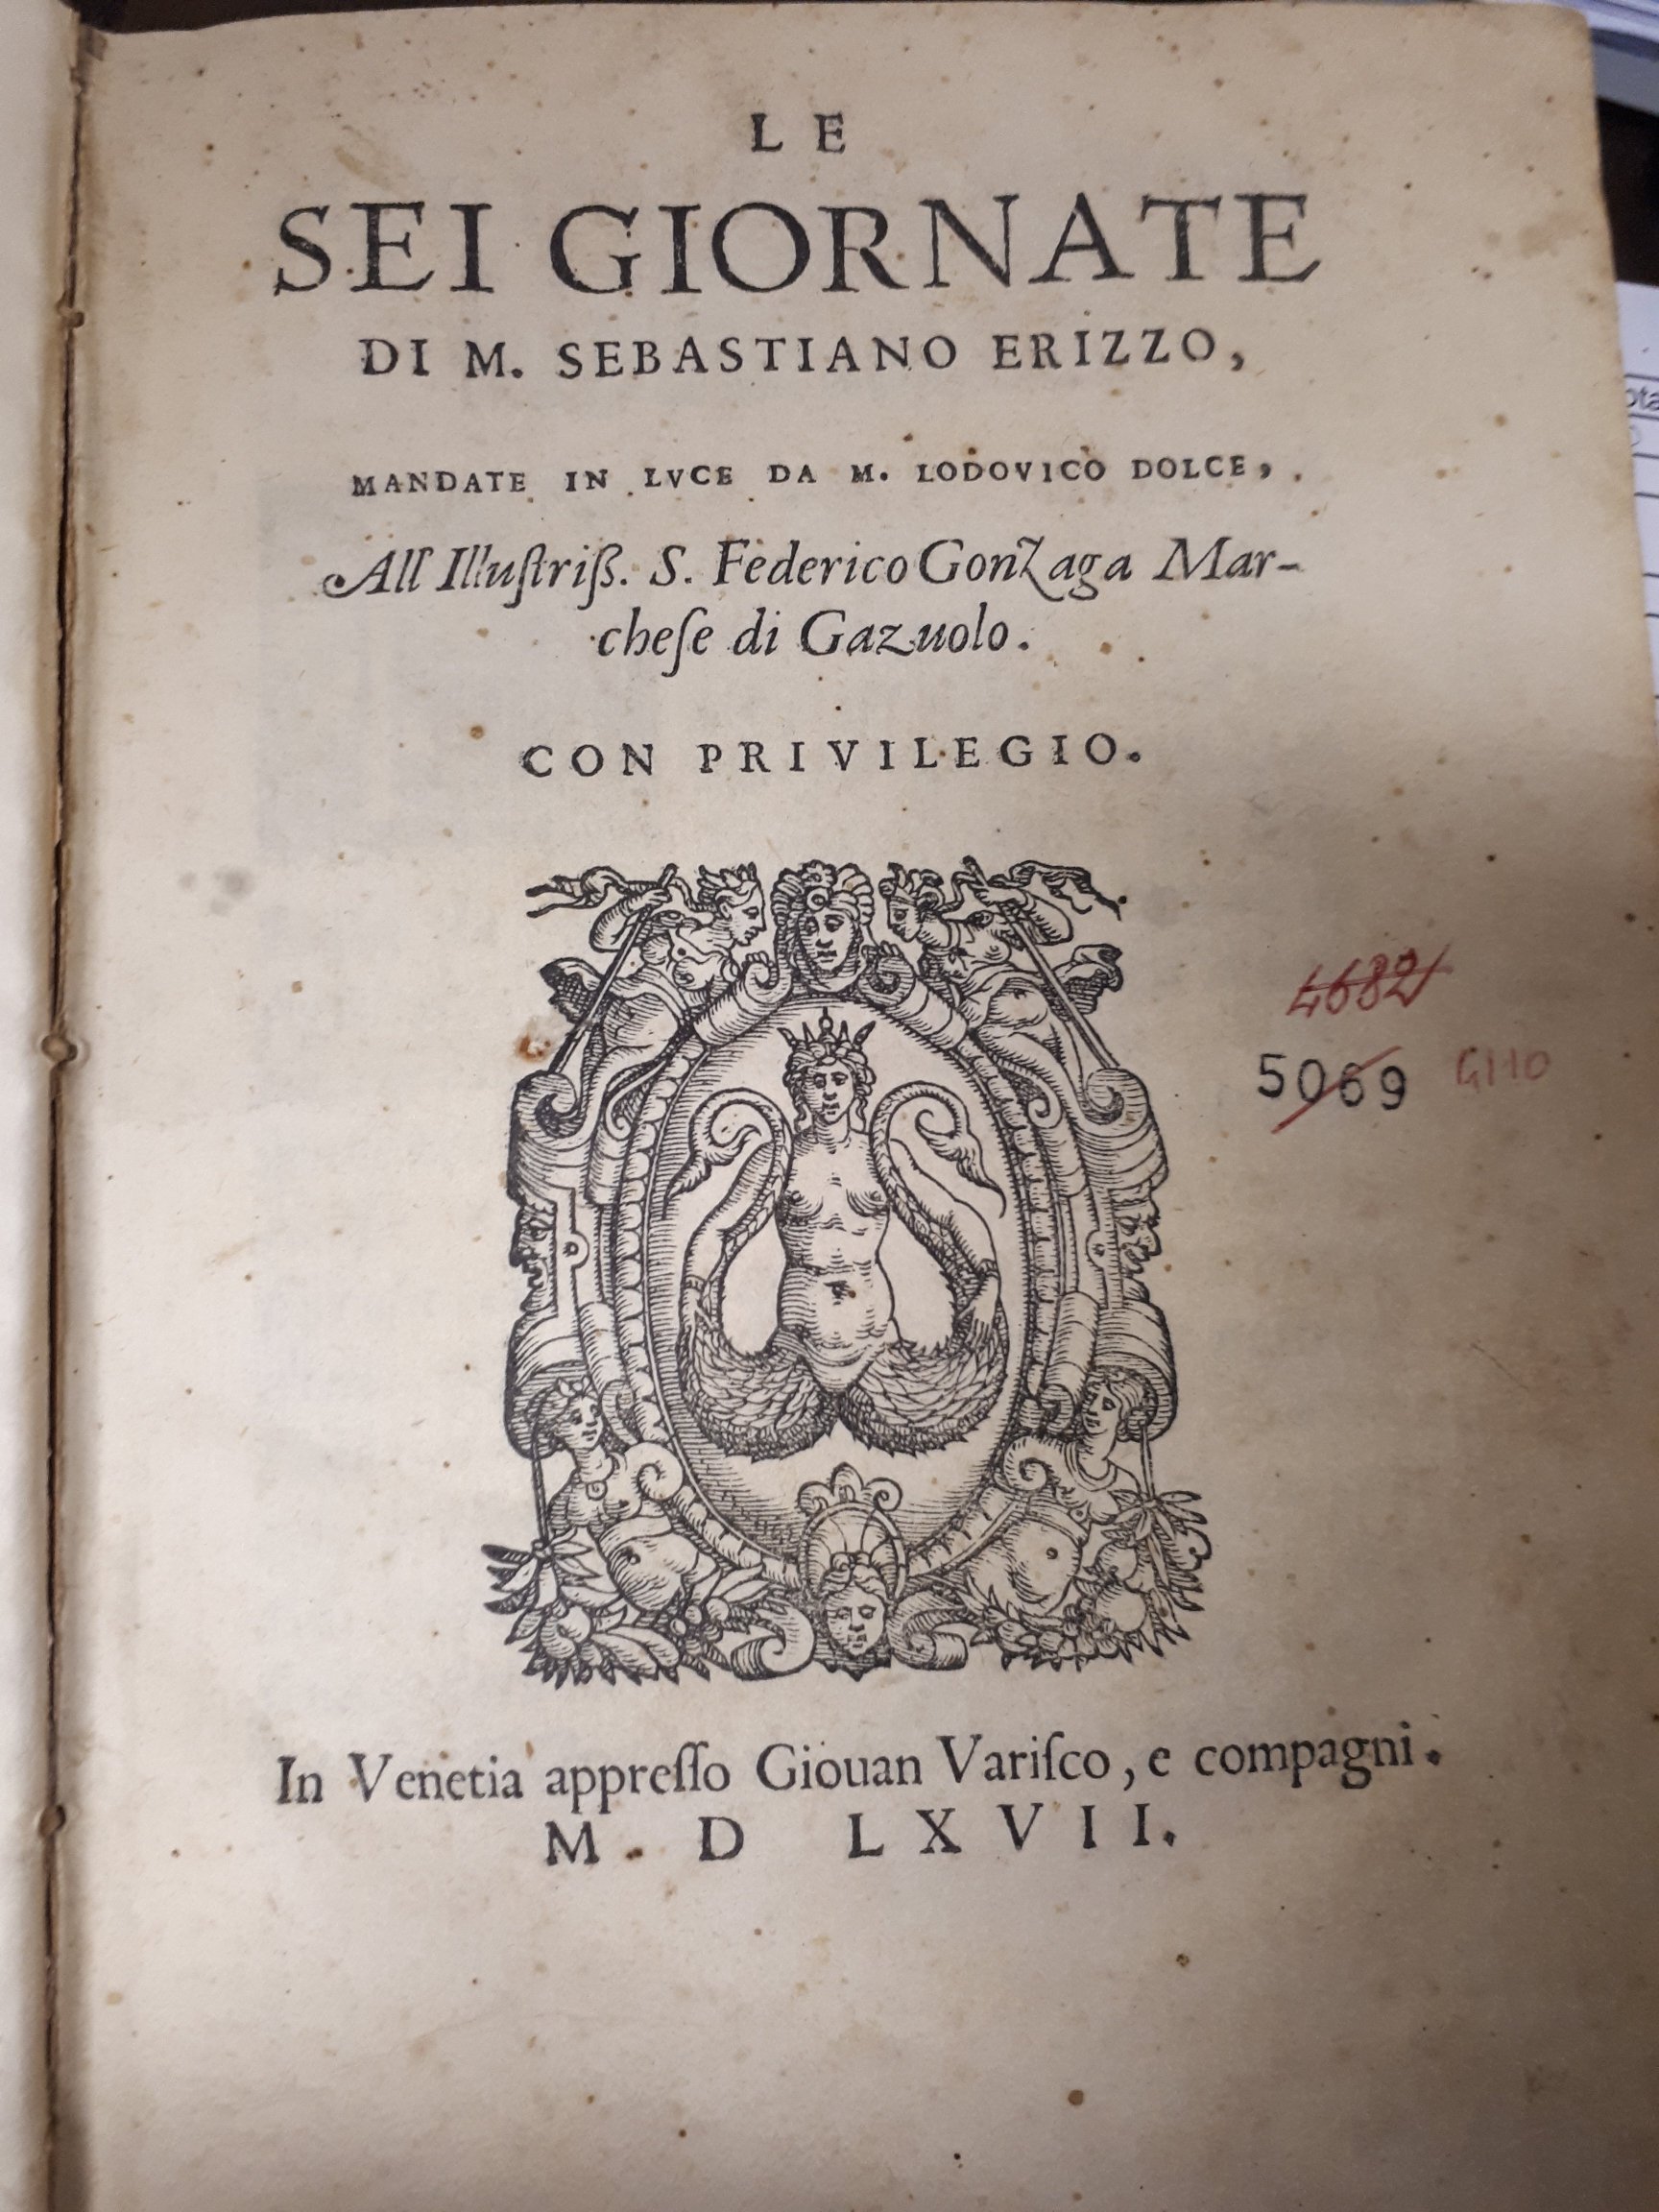 LE
SEI GIORNATE
DI M. SEBASTIANO ERIZZO,
MANDATE IN LVCE DA M. LODOVICO DOLCE,
All Illuſtriß. S. Federico Gonzaga Mar-
cheſe di Gazuolo.
CON PRIVILEGIO.
4682
5069 4110
In Venetia appreſſo Giouan Variſco, e compagni.
M. D LXVII.